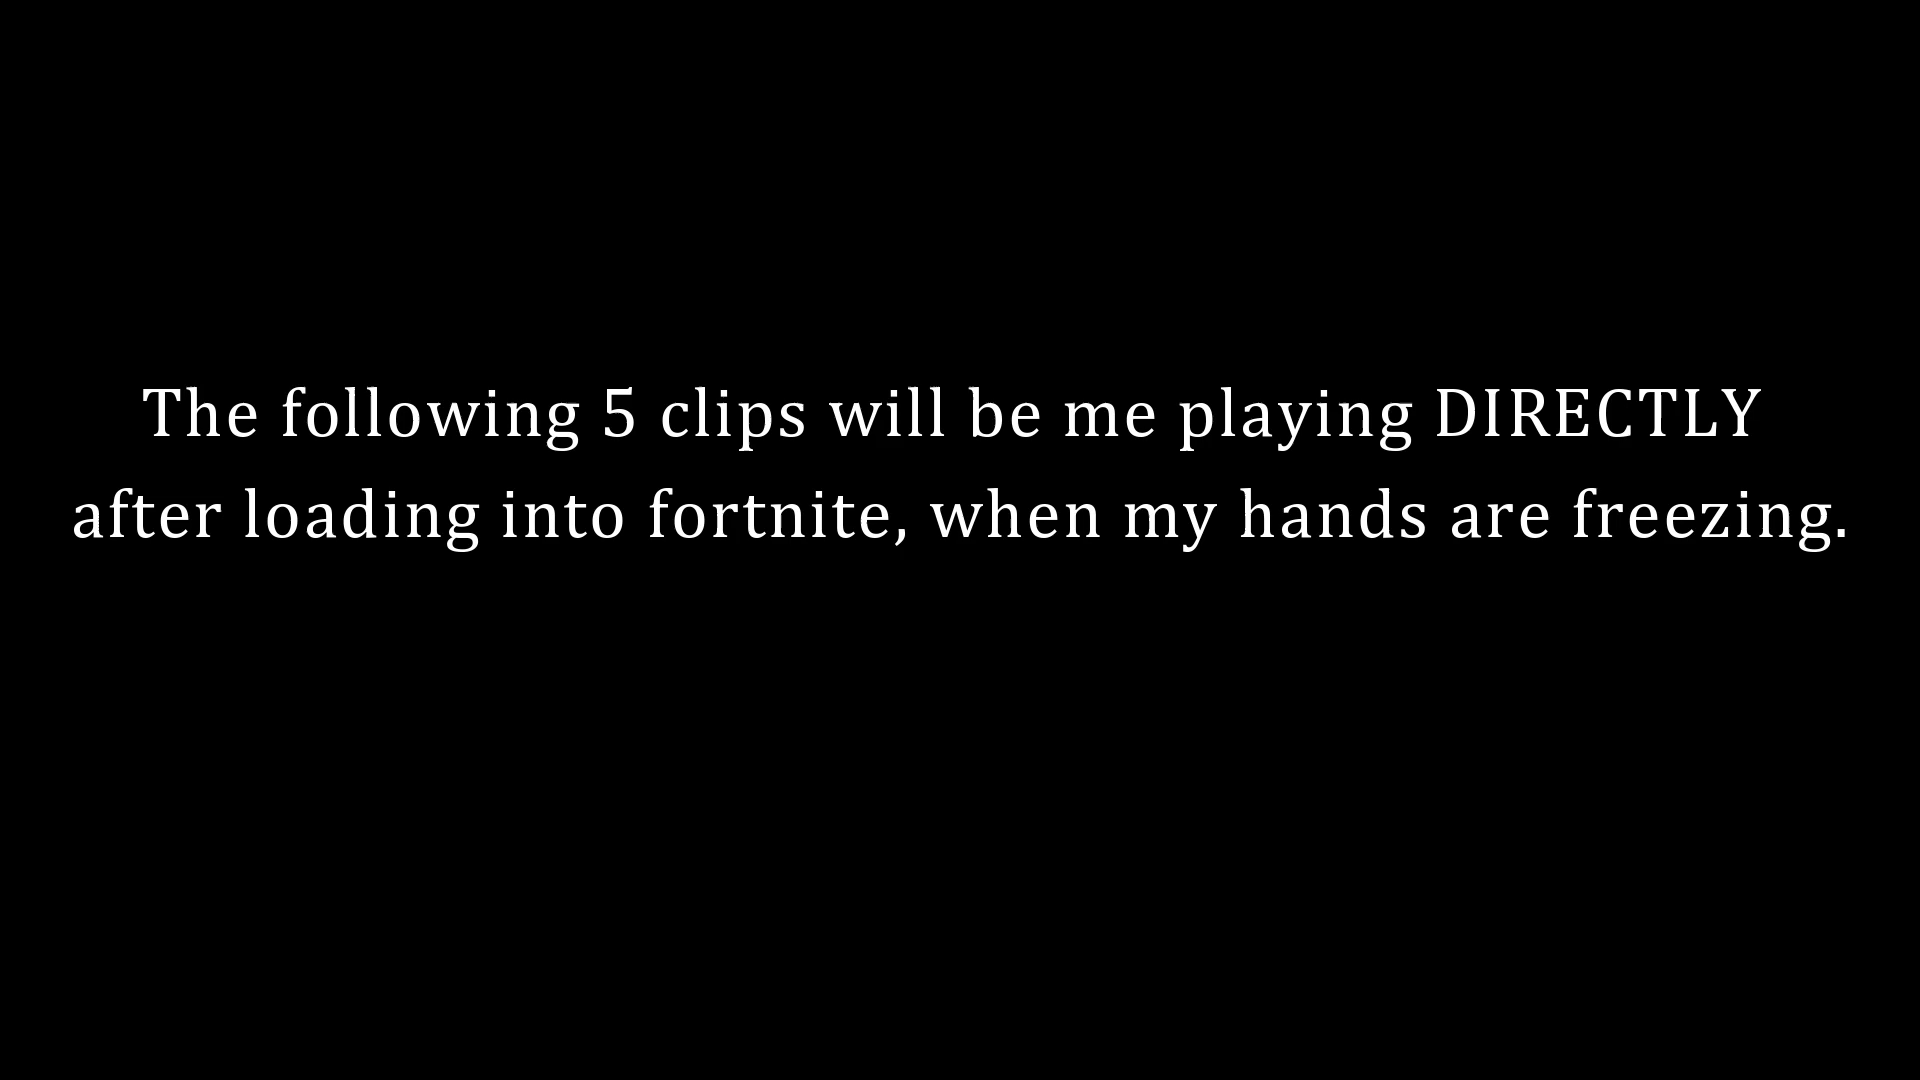 The following 5 clips will be me playing DIRECTLY
after loading into fortnite, when my hands are freezing.